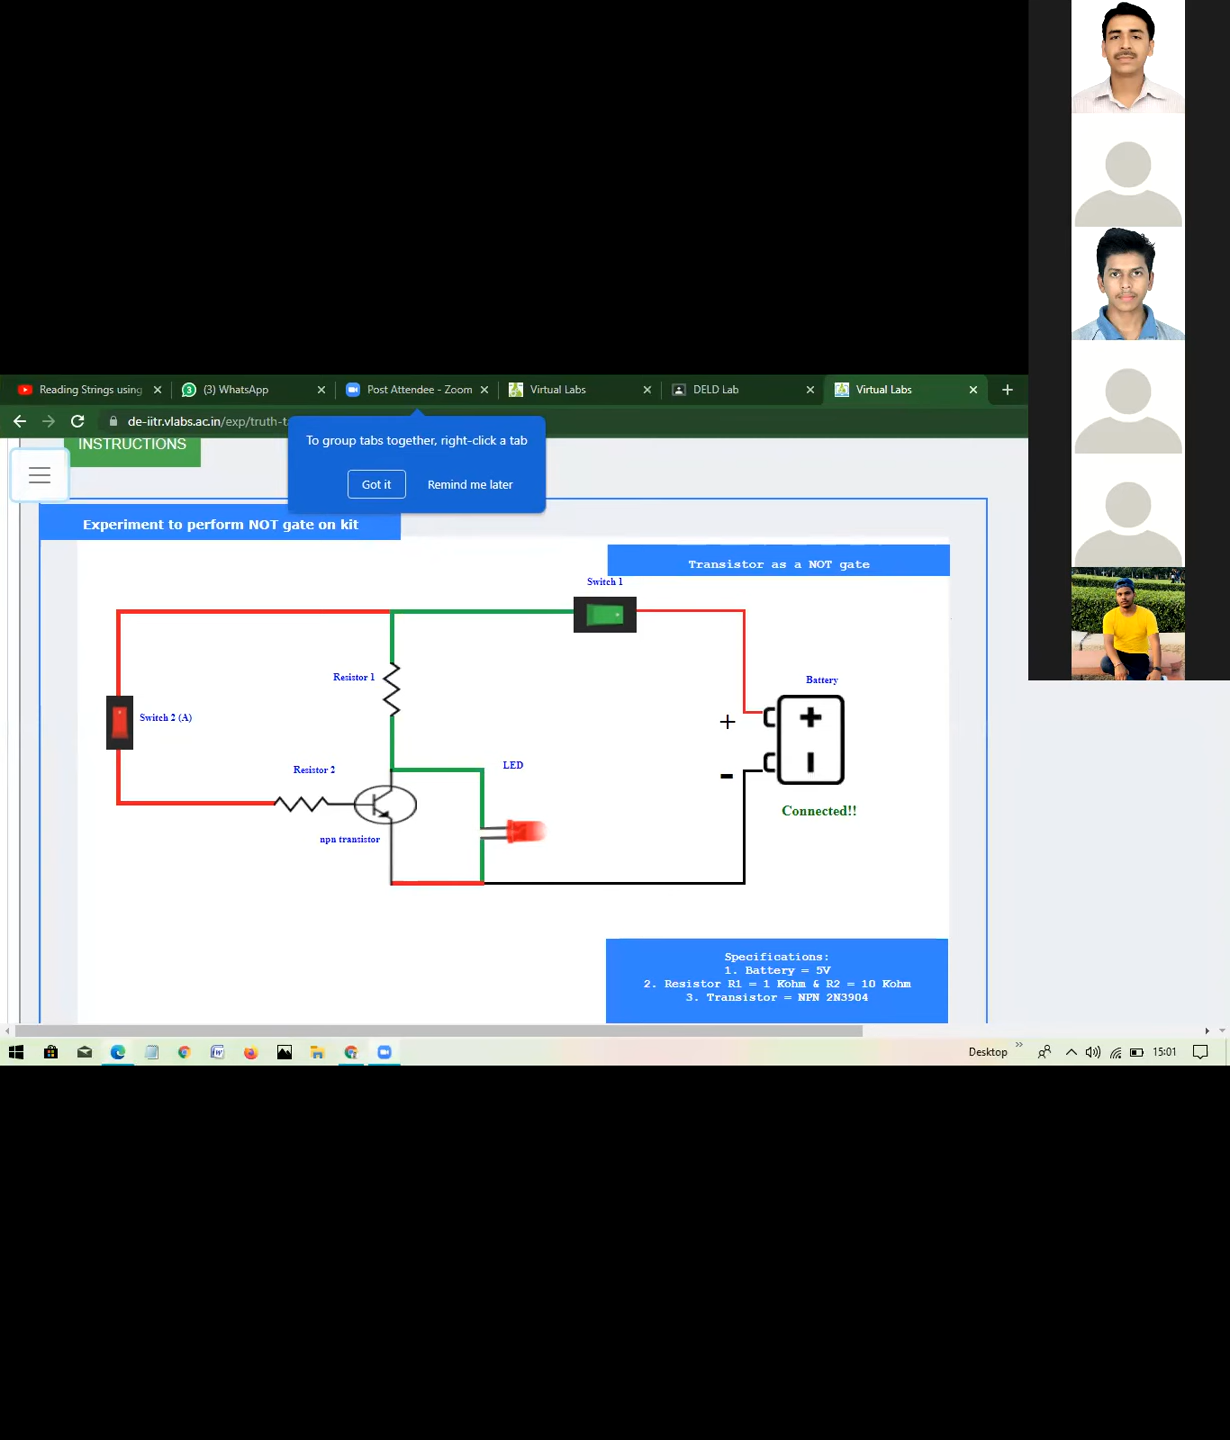 Reading Strings using
3
(3) WhatsApp
Post Attendee - Zoom
Virtual Labs
DELD Lab
Virtual Labs
de-iitr.vlabs.ac.in/exp/truth-t
To group tabs together, right-click a tab
Got it
Remind me later
INSTRUCTIONS
Experiment to perform NOT gate on kit
Transistor as a NOT gate
Switch 1
Resistor 1
Battery
Switch 2 (A)
+
+
-
Resistor 2
LED
Connected!!
npn transistor
Specifications:
1. Battery = 5V
2. Resistor R1 = 1 Kohm & R2 = 10 Kohm
3. Transistor = NPN 2N3904
Desktop
15:01